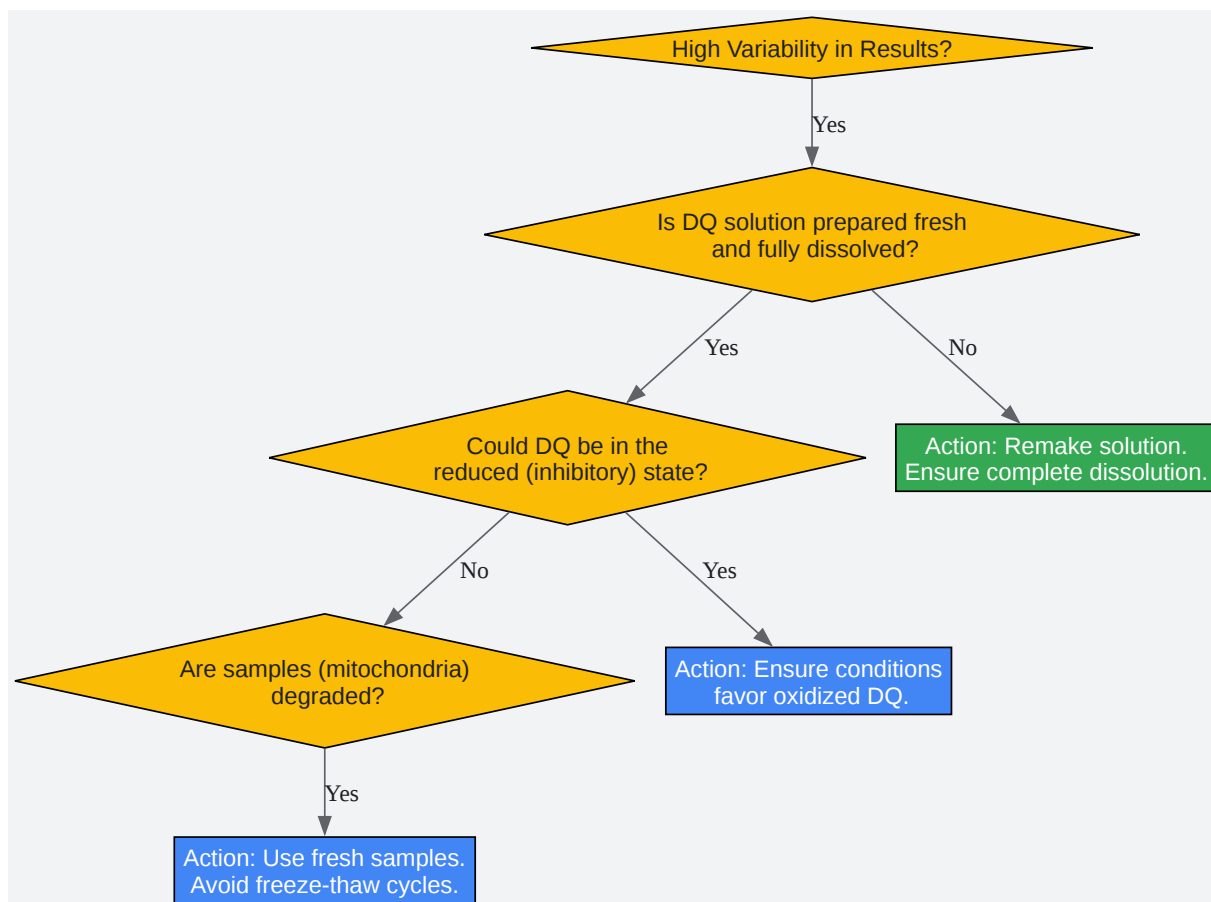 High Variability in Results?
Yes
Is DQ solution prepared fresh
and fully dissolved?
Yes
No
Could DQ be in the
reduced (inhibitory) state?
Action: Remake solution.
Ensure complete dissolution.
No
Yes
Are samples (mitochondria)
degraded?
Action: Ensure conditions
favor oxidized DQ.
Yes
Action: Use fresh samples.
Avoid freeze-thaw cycles.